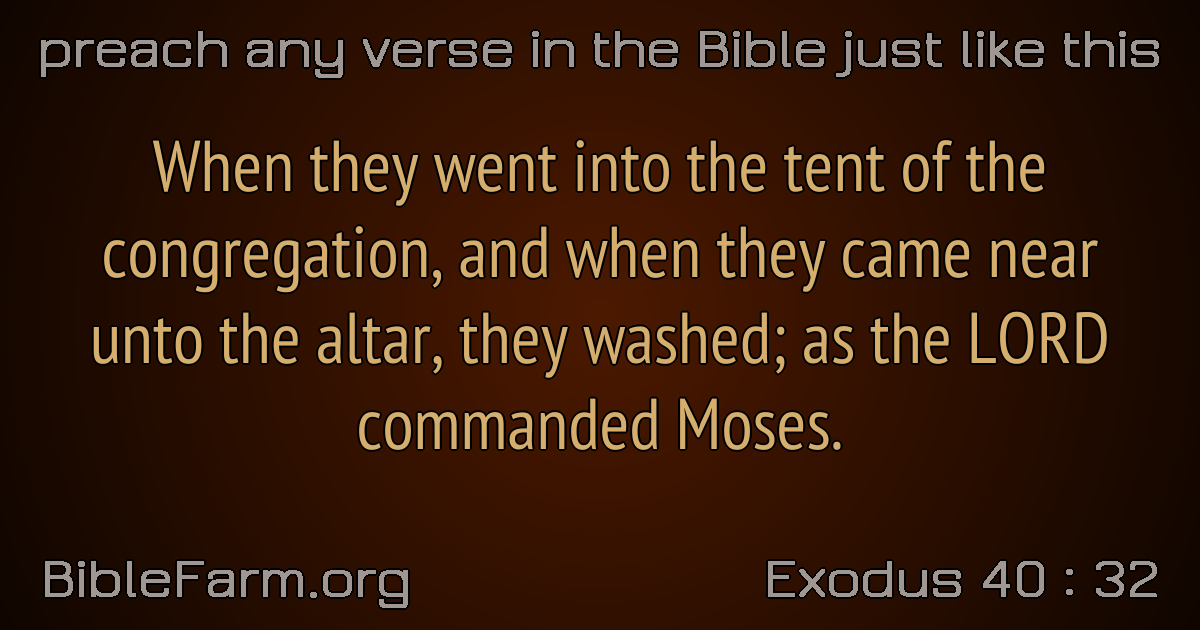 preach any verse in the Bible just like this
When they went into the tent of the
congregation, and when they came near
unto the altar, they washed; as the LORD
commanded Moses.
BibleFarm.org
Exodus 40 : 32